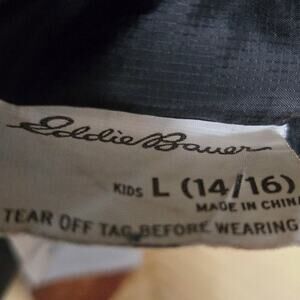 Eddie Bauer
KIDS L (14/16)
MADE IN CHINA
TEAR OFF TAG BEFORE WEARING